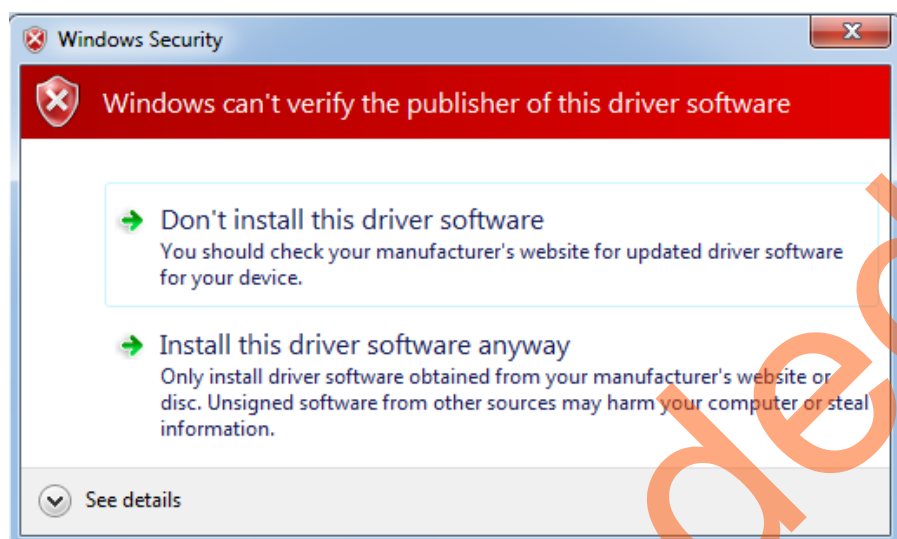 Windows Security
Windows can't verify the publisher of this driver software
Don't install this driver software
You should check your manufacturer's website for updated driver software
for your device.
Install this driver software anyway
Only install driver software obtained from your manufacturer's website or
disc. Unsigned software from other sources may harm your computer or steal
information.
See details